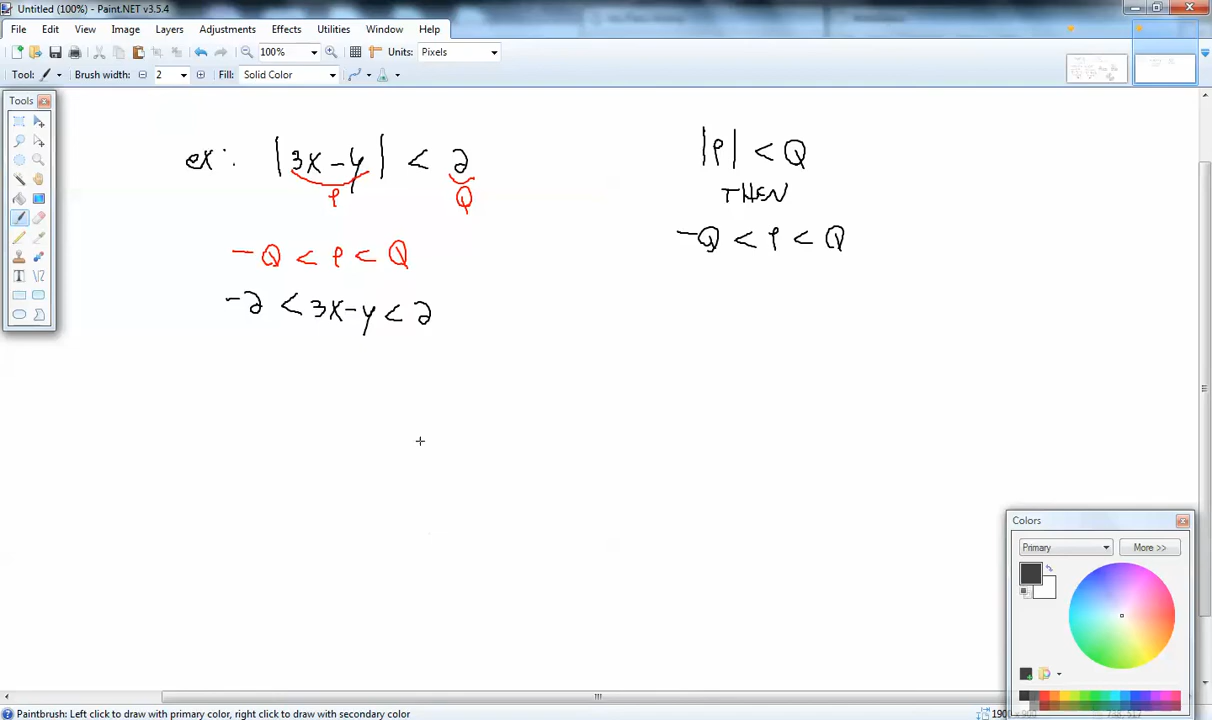 Untitled (100%) - Paint.NET v3.5.4
File Edit View Image Layers Adjustments Effects Utilities Window Help
100% Units: Pixels
Tool: Brush width: 2 Fill: Solid Color
Tools
ex: |3x-y| < 2
P Q
-Q < P < Q
-2 < 3x-y < 2
|P| < Q
THEN
-Q < P < Q
Colors
Primary More >>
Paintbrush: Left click to draw with primary color, right click to draw with secondary color